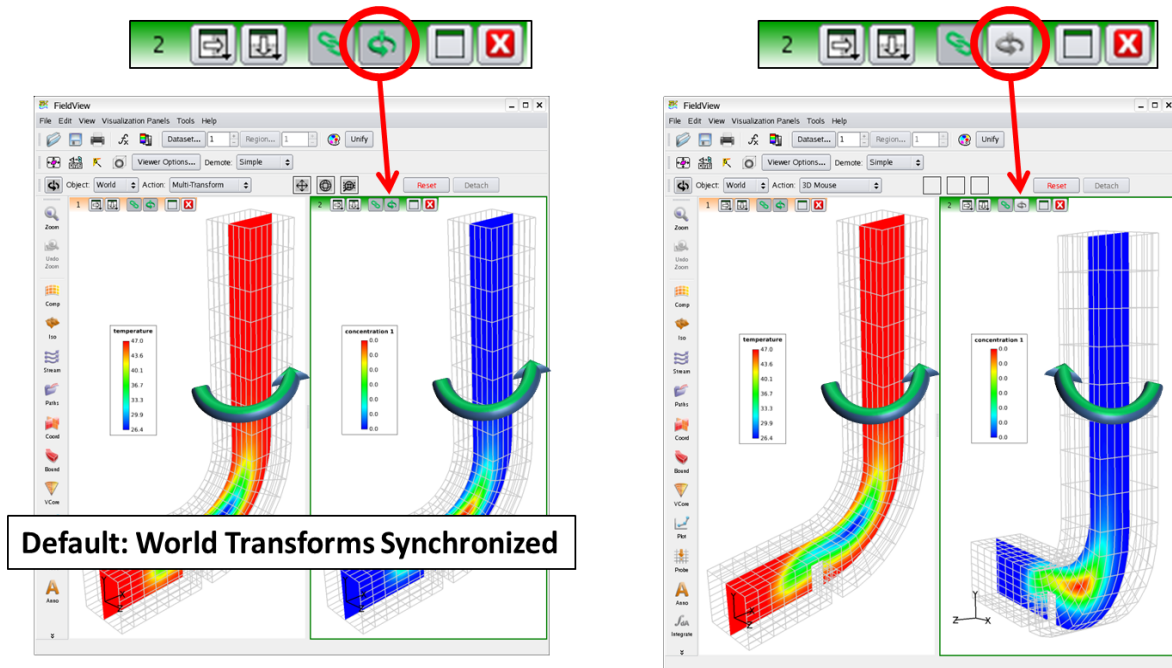 2
2
FieldView
File Edit View Visualization Panels Tools Help
Dataset... 1 Region... 1 Unify
Viewer Options... Demote: Simple
Object: World Action: Multi-Transform Reset Detach
1
2
Zoom
Undo
Zoom
Comp
Iso
Stream
Paths
Coord
Bound
VCore
Anno
temperature
47.0
43.6
40.1
36.7
33.3
29.9
26.4
concentration 1
0.0
0.0
0.0
0.0
0.0
0.0
0.0
Default: World Transforms Synchronized
FieldView
File Edit View Visualization Panels Tools Help
Dataset... 1 Region... 1 Unify
Viewer Options... Demote: Simple
Object: World Action: 3D Mouse Reset Detach
1
2
Zoom
Undo
Zoom
Comp
Iso
Stream
Paths
Coord
Bound
VCore
Plot
Probe
Anno
Integrate
temperature
47.0
43.6
40.1
36.7
33.3
29.9
26.4
concentration 1
0.0
0.0
0.0
0.0
0.0
0.0
0.0
Y
Z X